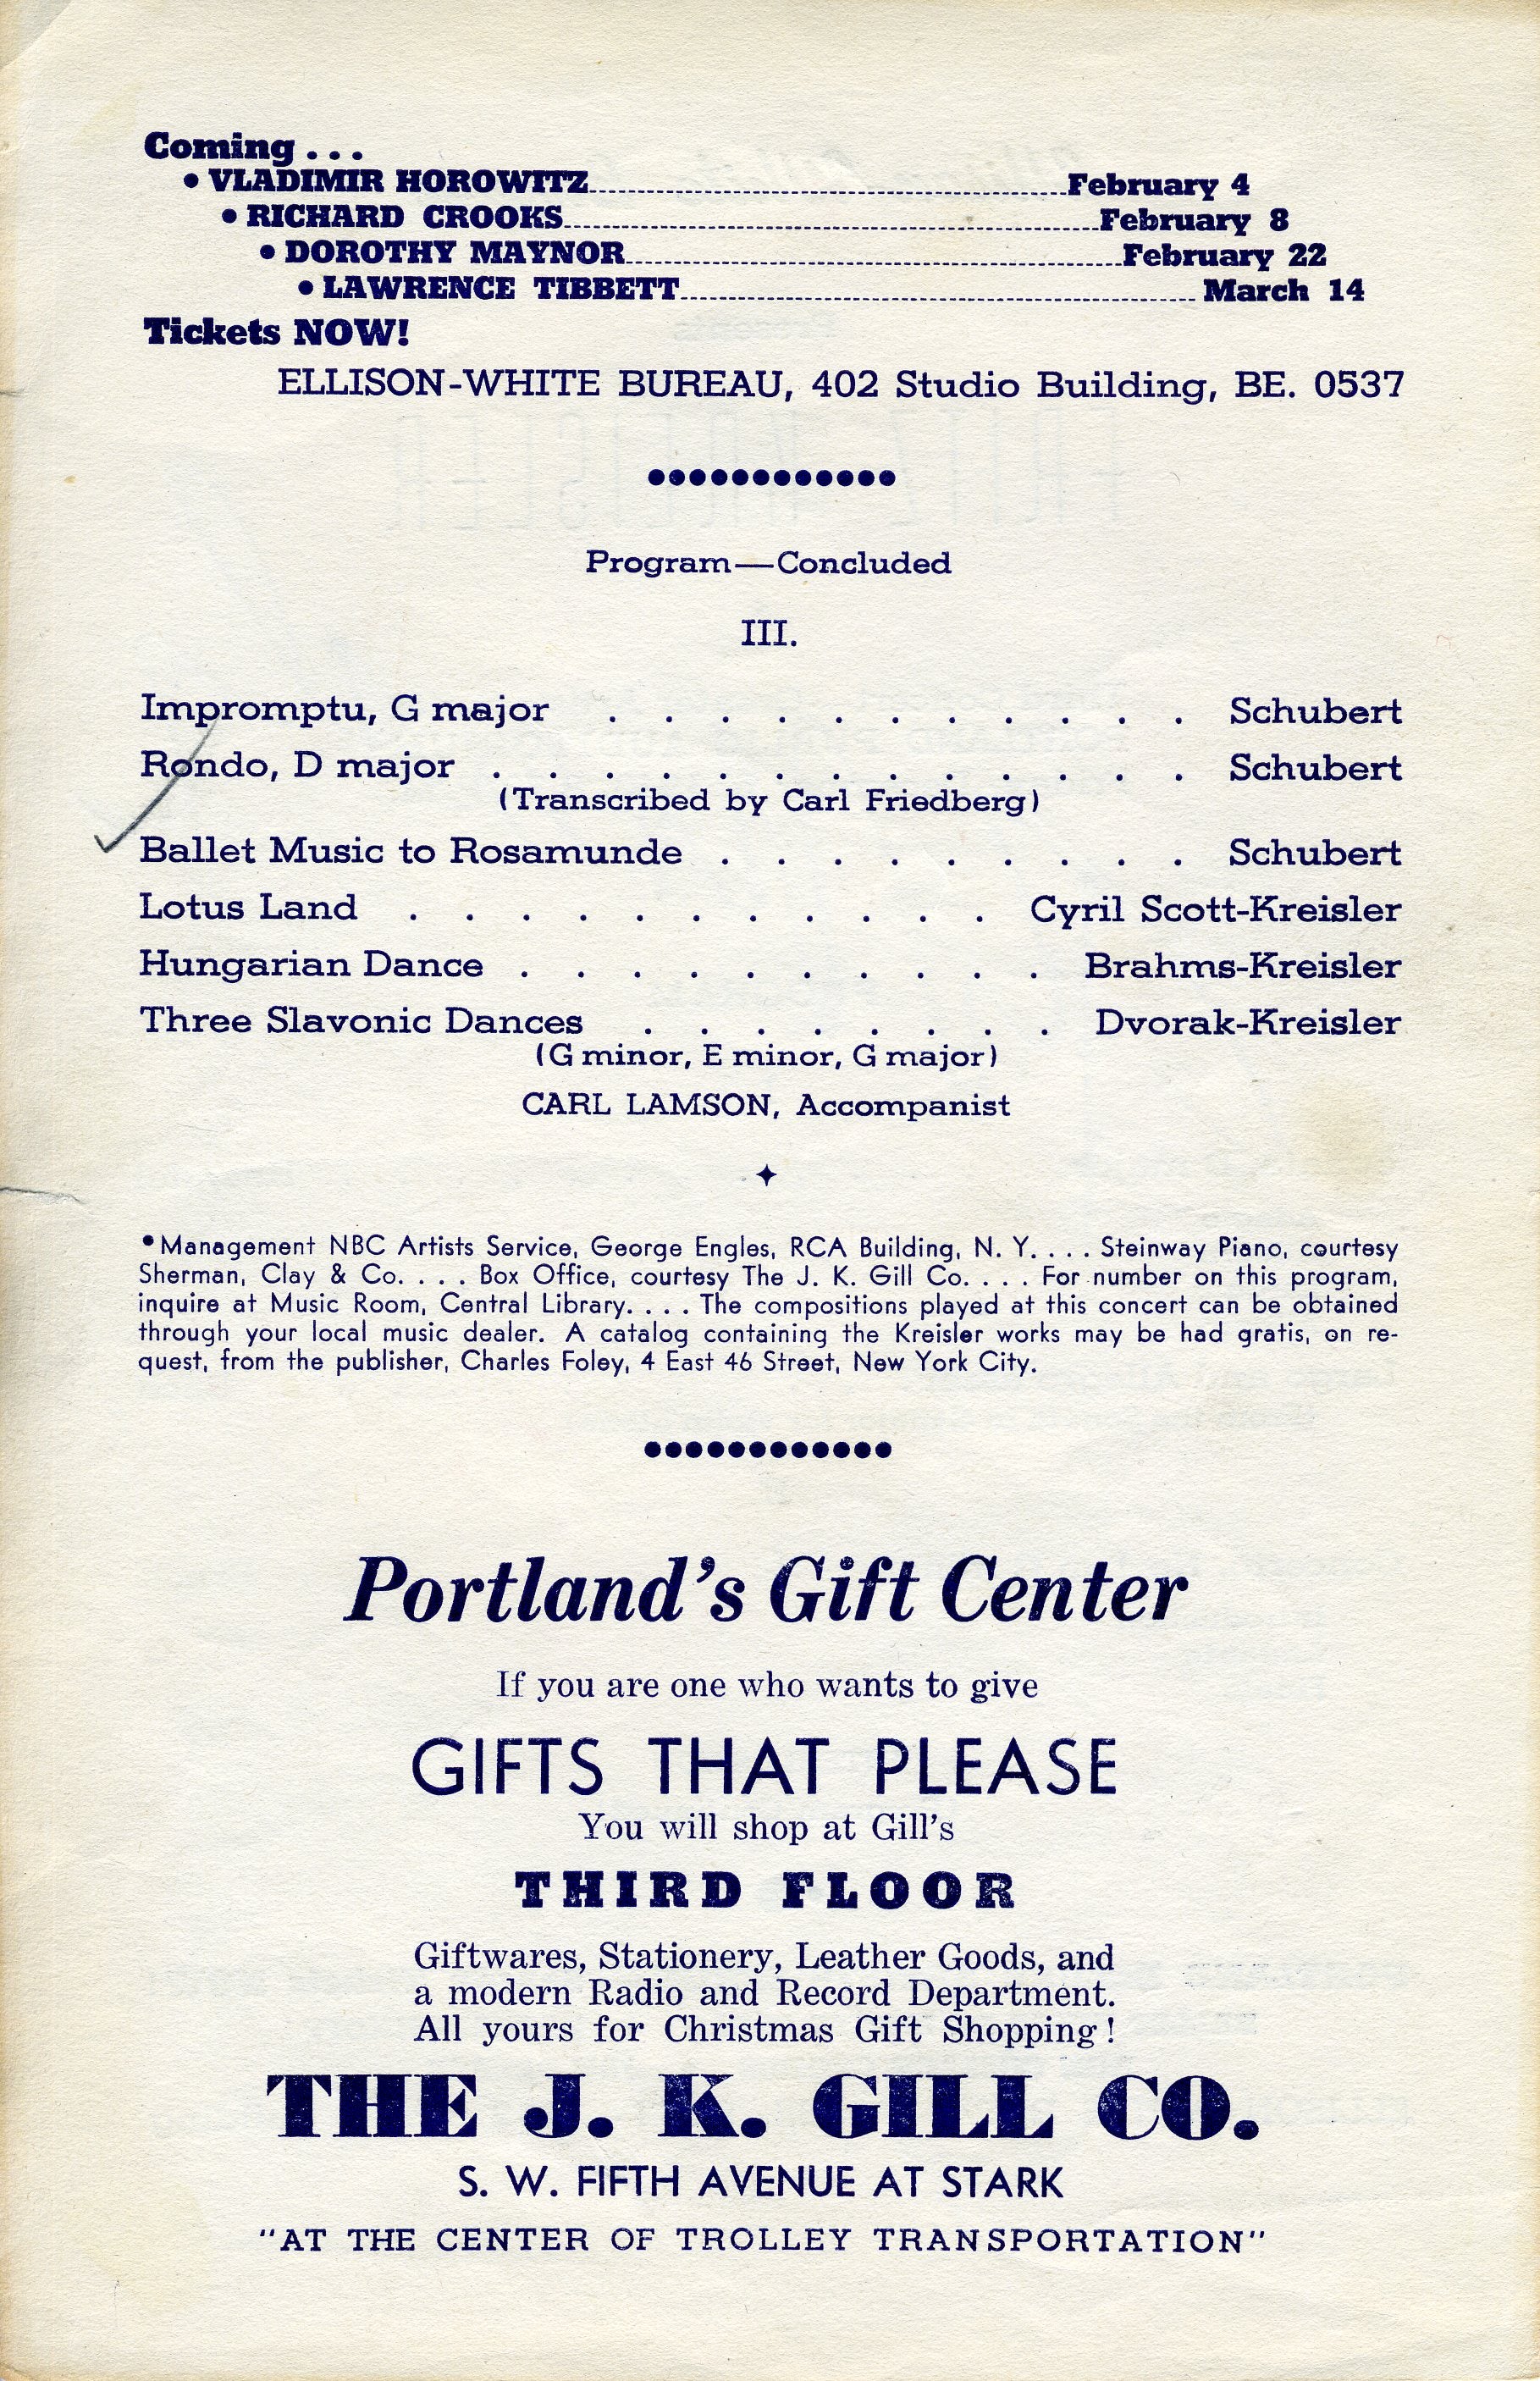 Coming . . .
• VLADIMIR HOROWITZ February 4
• RICHARD CROOKS February 8
• DOROTHY MAYNOR February 22
• LAWRENCE TIBBETT March 14
Tickets NOW!
ELLISON-WHITE BUREAU, 402 Studio Building, BE. 0537
Program—Concluded
III.
Impromptu, G major . . . . . . . . . . . Schubert
Rondo, D major . . . . . . . . . . . . . Schubert
(Transcribed by Carl Friedberg)
Ballet Music to Rosamunde . . . . . . . . . Schubert
Lotus Land . . . . . . . . . . . Cyril Scott-Kreisler
Hungarian Dance . . . . . . . . . . Brahms-Kreisler
Three Slavonic Dances . . . . . . . . Dvorak-Kreisler
(G minor, E minor, G major)
CARL LAMSON, Accompanist
•Management NBC Artists Service, George Engles, RCA Building, N. Y. . . . Steinway Piano, courtesy
Sherman, Clay & Co. . . . Box Office, courtesy The J. K. Gill Co. . . . For number on this program,
inquire at Music Room, Central Library. . . . The compositions played at this concert can be obtained
through your local music dealer. A catalog containing the Kreisler works may be had gratis, on re-
quest, from the publisher, Charles Foley, 4 East 46 Street, New York City.
Portland's Gift Center
If you are one who wants to give
GIFTS THAT PLEASE
You will shop at Gill's
THIRD FLOOR
Giftwares, Stationery, Leather Goods, and
a modern Radio and Record Department.
All yours for Christmas Gift Shopping!
THE J. K. GILL CO.
S. W. FIFTH AVENUE AT STARK
"AT THE CENTER OF TROLLEY TRANSPORTATION"